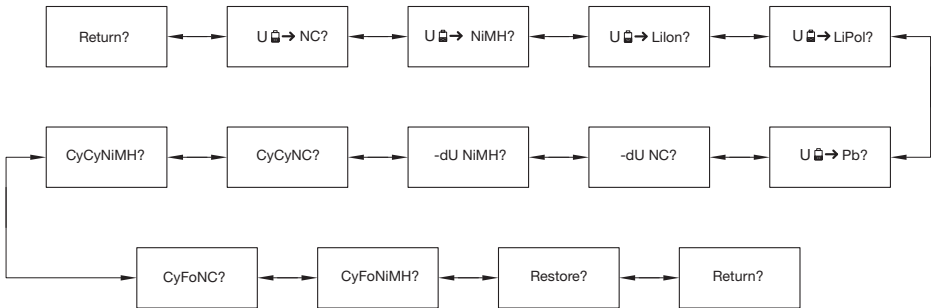 Return?
U → NC?
U → NiMH?
U → LiIon?
U → LiPol?
CyCyNiMH?
CyCyNC?
-dU NiMH?
-dU NC?
U → Pb?
CyFoNC?
CyFoNiMH?
Restore?
Return?